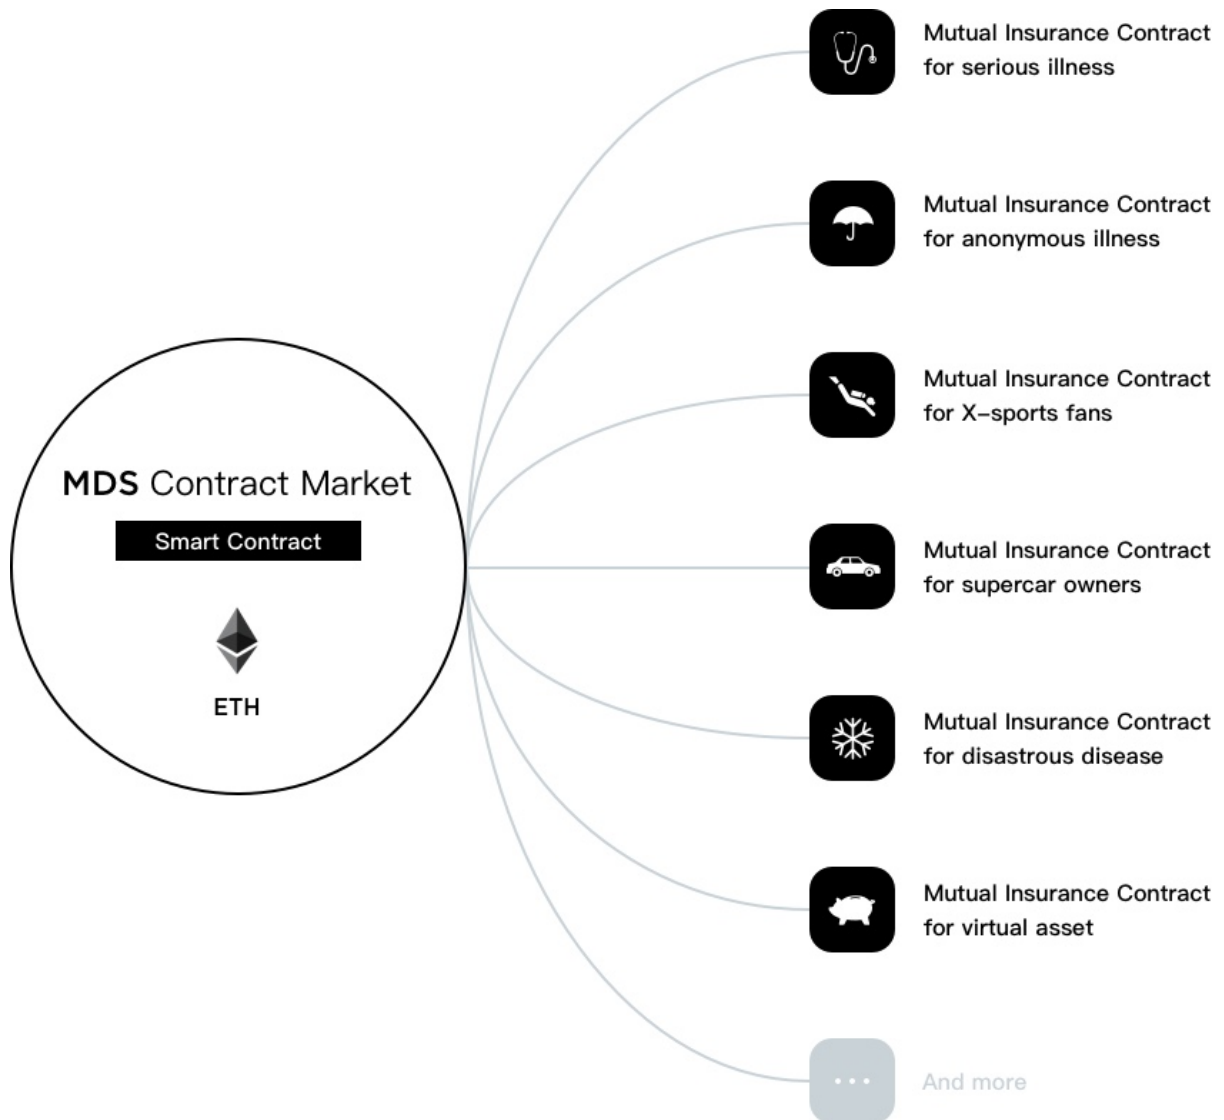 Mutual Insurance Contract
for serious illness
Mutual Insurance Contract
for anonymous illness
Mutual Insurance Contract
for X–sports fans
MDS Contract Market
Smart Contract
ETH
Mutual Insurance Contract
for supercar owners
Mutual Insurance Contract
for disastrous disease
Mutual Insurance Contract
for virtual asset
And more